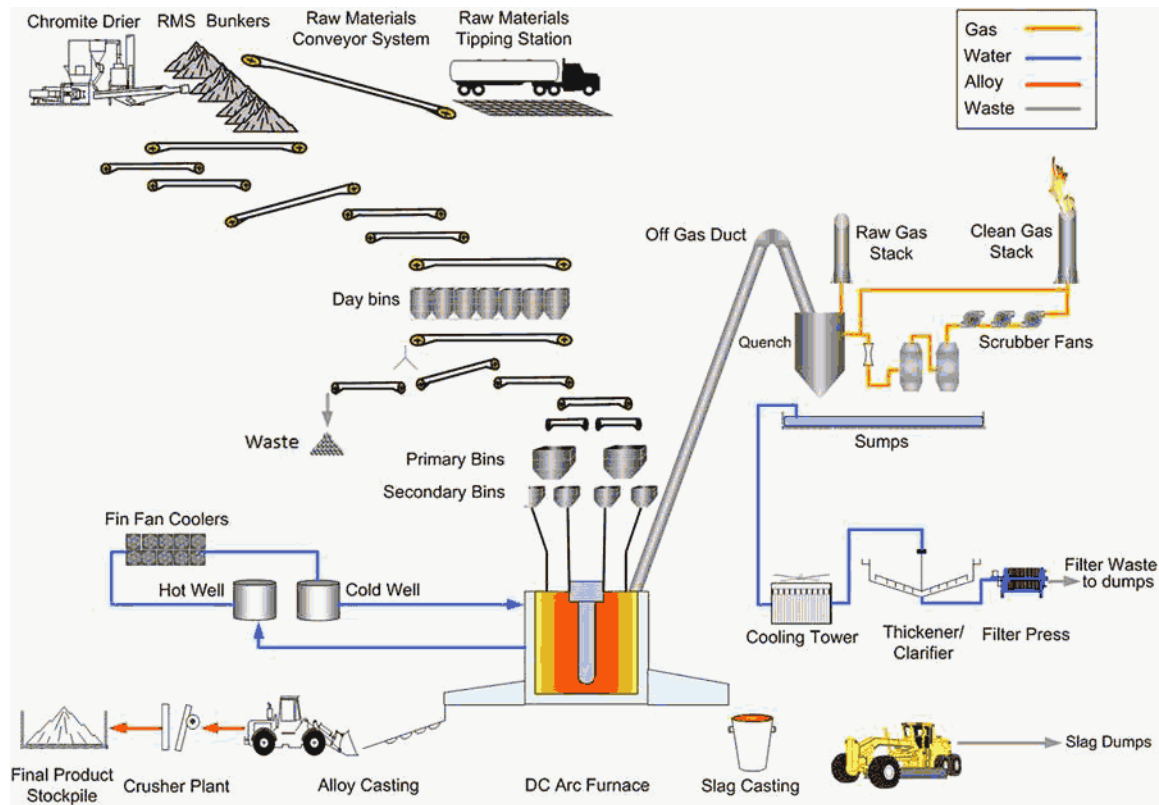 Chromite Drier
RMS Bunkers
Raw Materials
Conveyor System
Raw Materials
Tipping Station
Gas
Water
Alloy
Waste
Off Gas Duct
Raw Gas
Stack
Clean Gas
Stack
Day bins
Quench
Scrubber Fans
Waste
Sumps
Primary Bins
Secondary Bins
Fin Fan Coolers
Hot Well
Cold Well
Cooling Tower
Thickener/
Clarifier
Filter Press
Filter Waste
to dumps
Final Product
Stockpile
Crusher Plant
Alloy Casting
DC Arc Furnace
Slag Casting
Slag Dumps